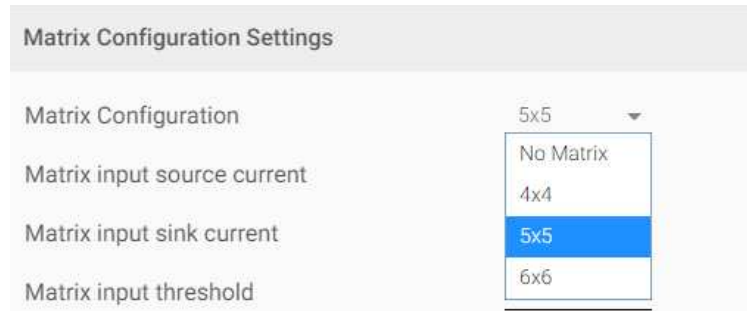 Matrix Configuration Settings
Matrix Configuration 5x5
No Matrix
Matrix input source current
4x4
Matrix input sink current 5x5
6x6
Matrix input threshold